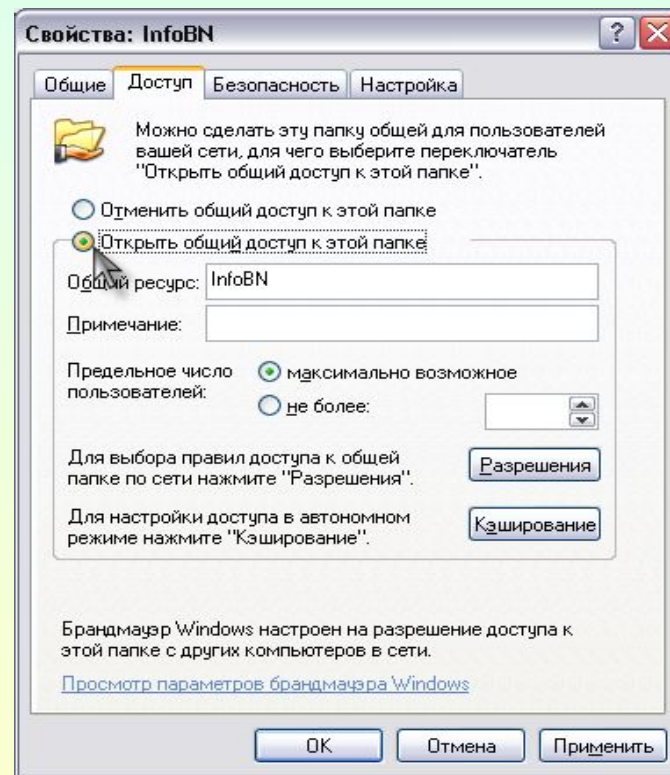 Свойства: InfoBN
Общие Доступ Безопасность Настройка
Можно сделать эту папку общей для пользователей
вашей сети, для чего выберите переключатель
"Открыть общий доступ к этой папке".
Отменить общий доступ к этой папке
Открыть общий доступ к этой папке
Общий ресурс: InfoBN
Примечание:
Предельное число
пользователей:
максимально возможное
не более:
Для выбора правил доступа к общей
папке по сети нажмите "Разрешения".
Разрешения
Для настройки доступа в автономном
режиме нажмите "Кэширование".
Кэширование
Брандмауэр Windows настроен на разрешение доступа к
этой папке с других компьютеров в сети.
Просмотр параметров брандмауэра Windows
OK Отмена Применить